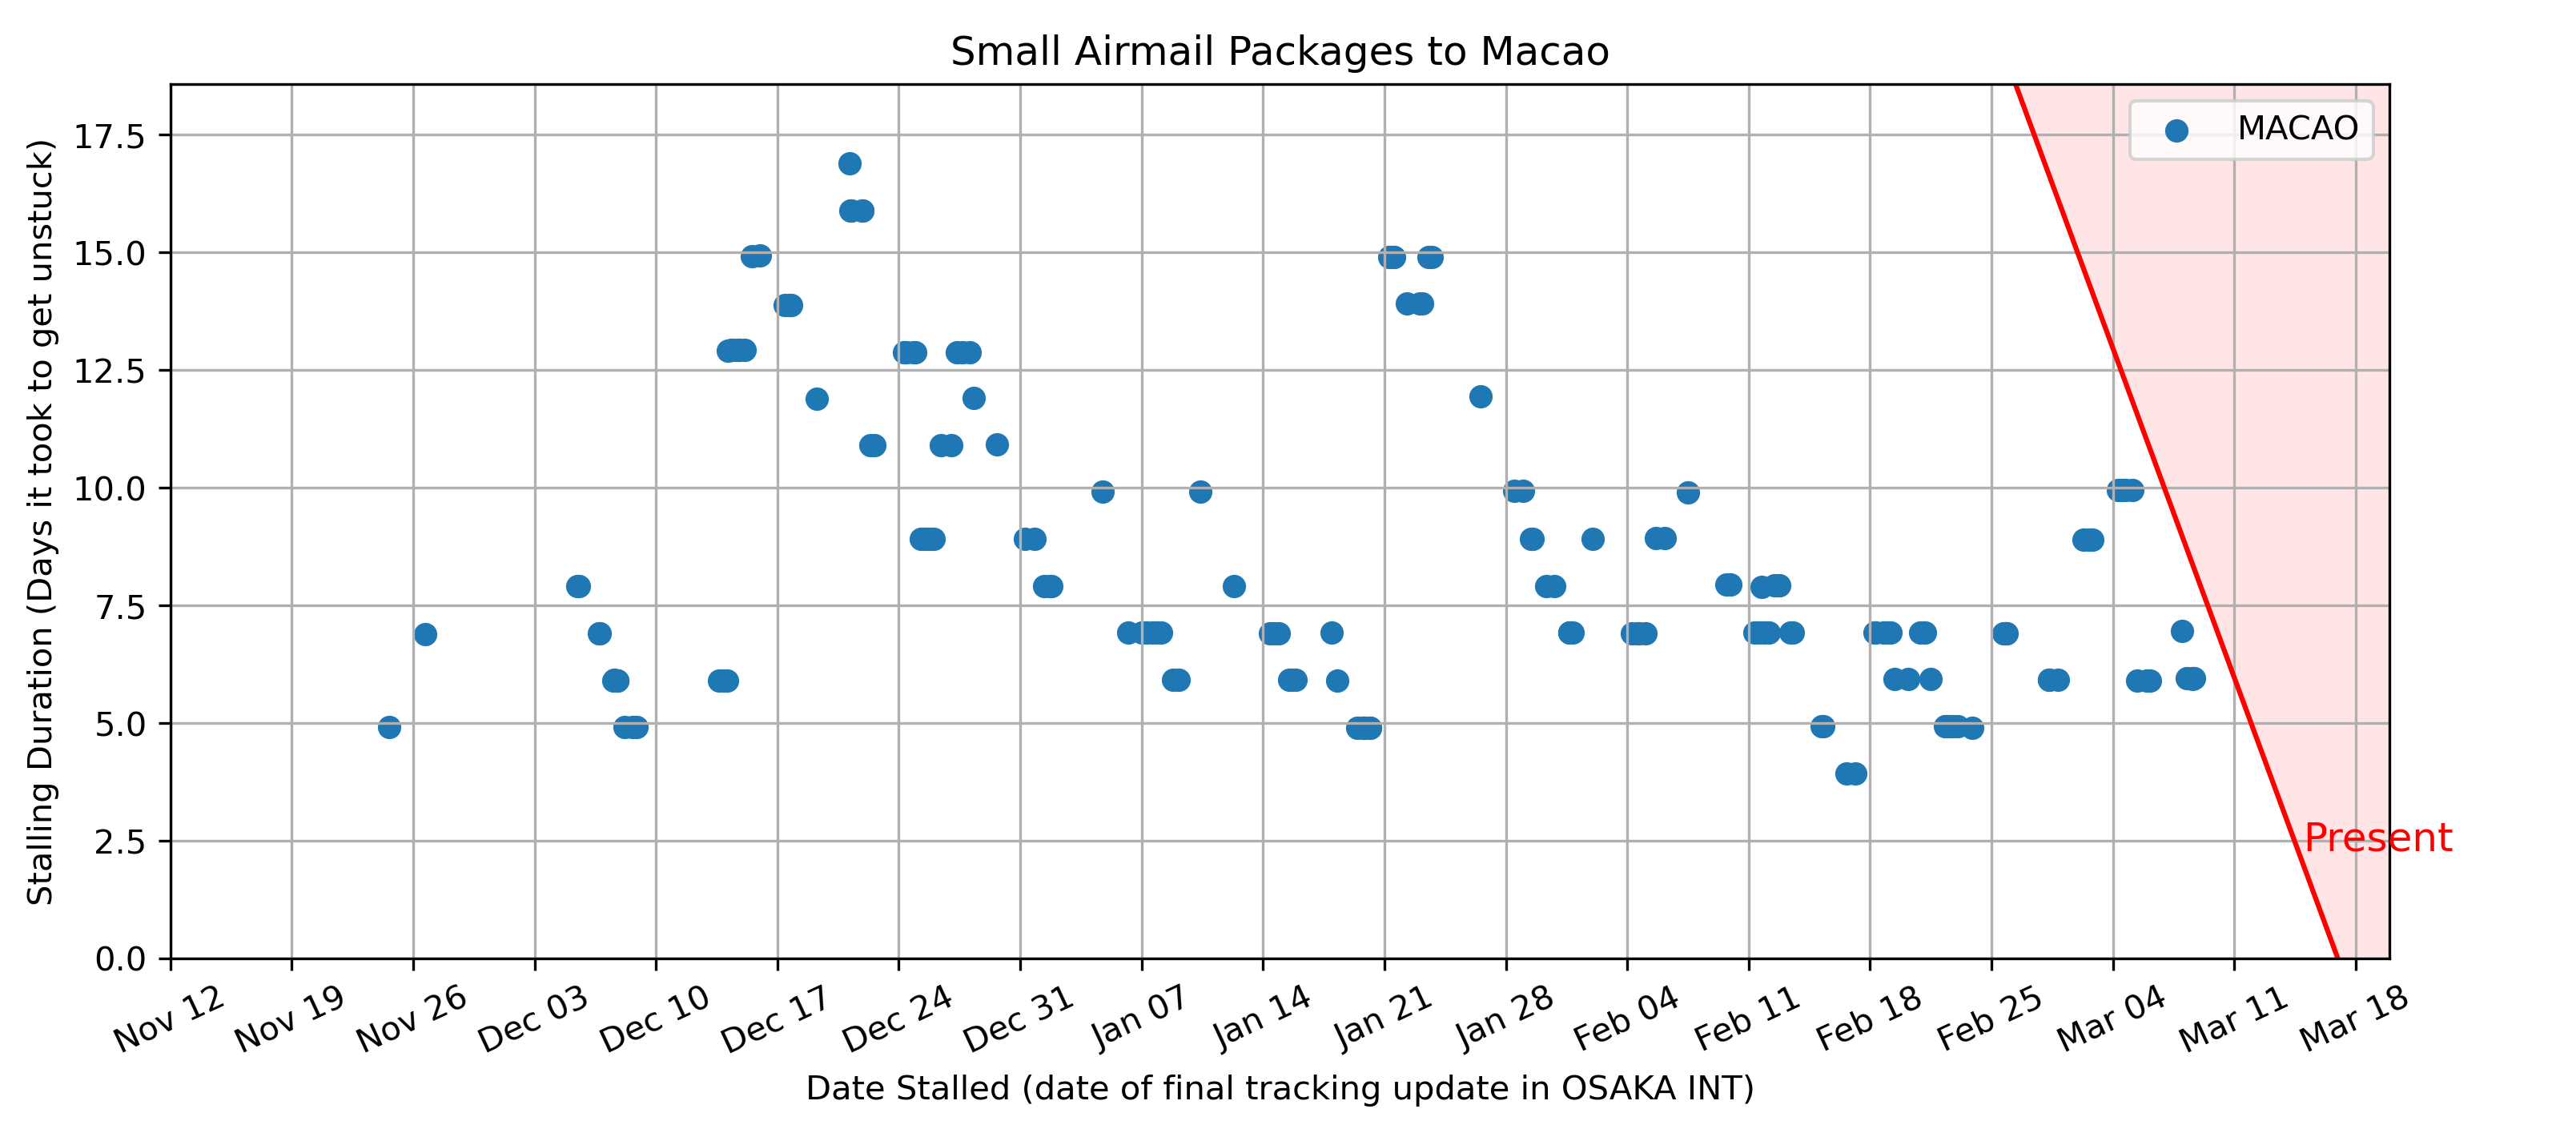 Small Airmail Packages to Macao
MACAO
Stalling Duration (Days it took to get unstuck)
17.5
15.0
12.5
10.0
7.5
5.0
2.5
0.0
Present
Nov 12
Nov 19
Nov 26
Dec 03
Dec 10
Dec 17
Dec 24
Dec 31
Jan 07
Jan 14
Jan 21
Jan 28
Feb 04
Feb 11
Feb 18
Feb 25
Mar 04
Mar 11
Mar 18
Date Stalled (date of final tracking update in OSAKA INT)